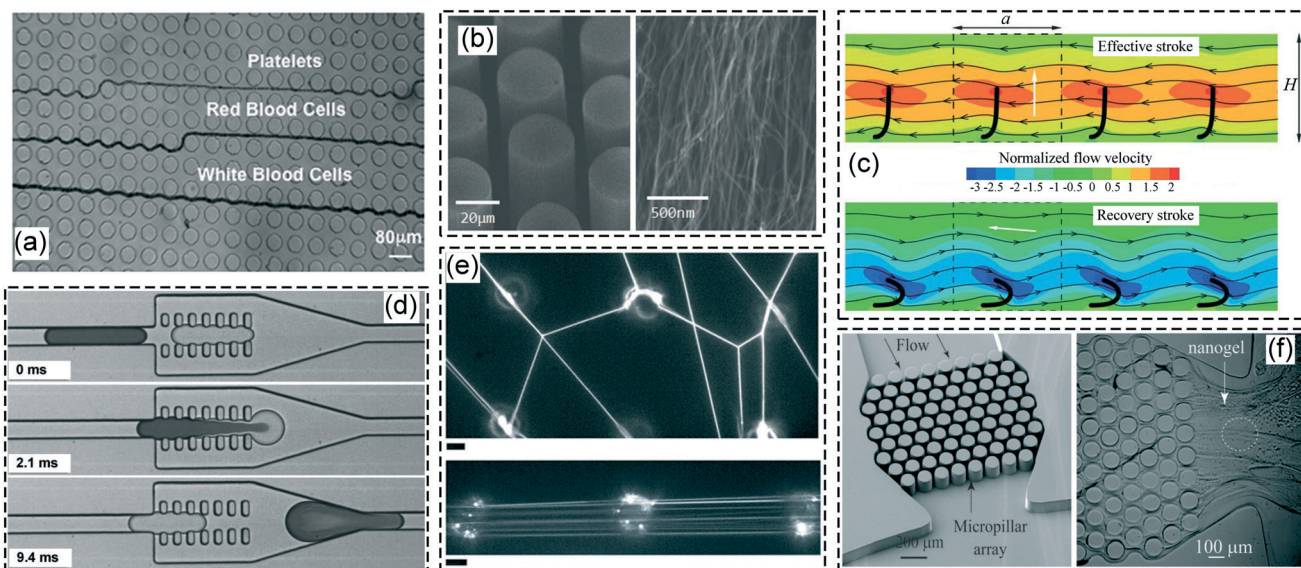 Platelets
Red Blood Cells
White Blood Cells
(a)
80μm
(b)
20μm
500nm
a
Effective stroke
H
(c)
Normalized flow velocity
-3 -2.5 -2 -1.5 -1 -0.5 0 0.5 1 1.5 2
Recovery stroke
(d)
0 ms
2.1 ms
9.4 ms
(e)
Flow
Micropillar
array
200 μm
nanogel
(f)
100 μm